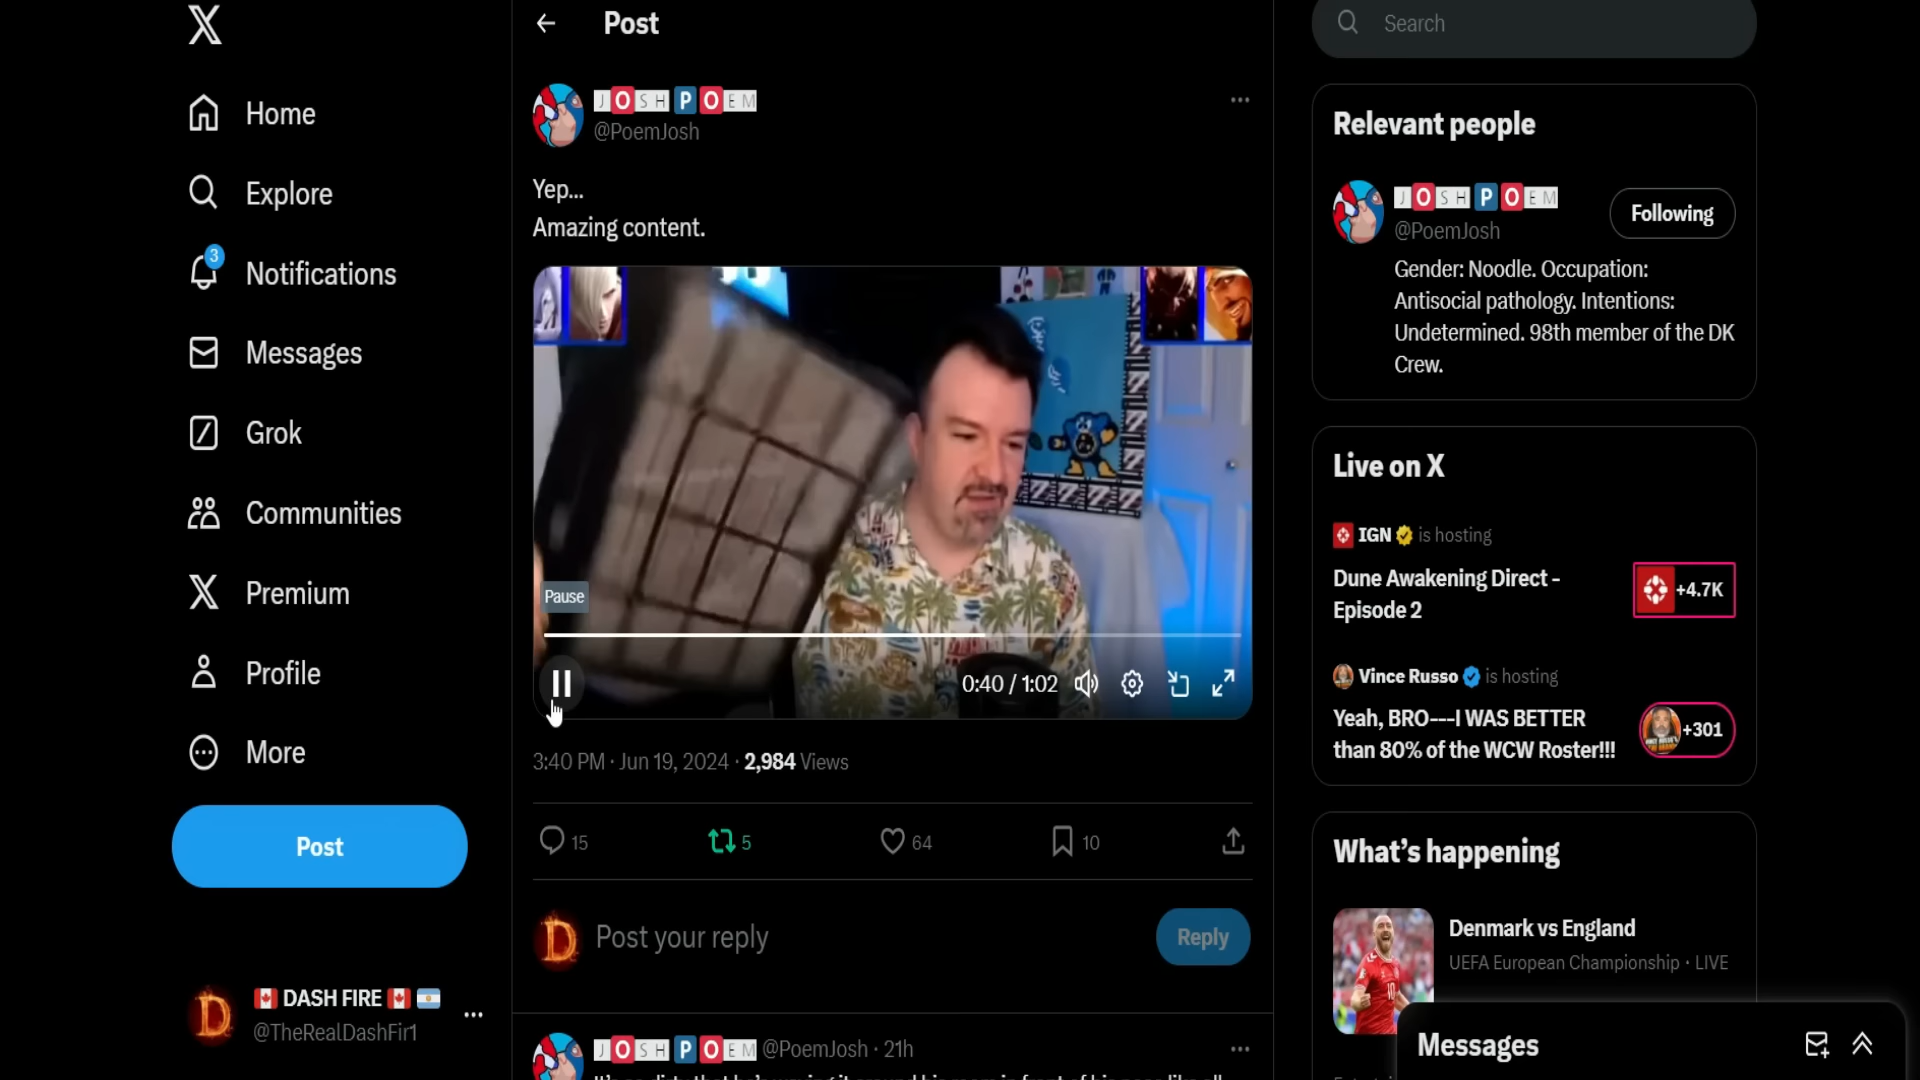 Home
Explore
3
Notifications
Messages
Grok
Communities
Premium
Profile
More
Post
DASH FIRE
@TheRealDashFir1
Post
JOSH POEM
@PoemJosh
Yep...
Amazing content.
Pause
0:40 / 1:02
3:40 PM · Jun 19, 2024 · 2,984 Views
15
5
64
10
Post your reply
Reply
JOSH POEM @PoemJosh · 21h
Search
Relevant people
JOSH POEM
@PoemJosh
Following
Gender: Noodle. Occupation:
Antisocial pathology. Intentions:
Undetermined. 98th member of the DK
Crew.
Live on X
IGN is hosting
Dune Awakening Direct -
Episode 2
+4.7K
Vince Russo is hosting
Yeah, BRO---I WAS BETTER
than 80% of the WCW Roster!!!
+301
What's happening
Denmark vs England
UEFA European Championship · LIVE
Messages